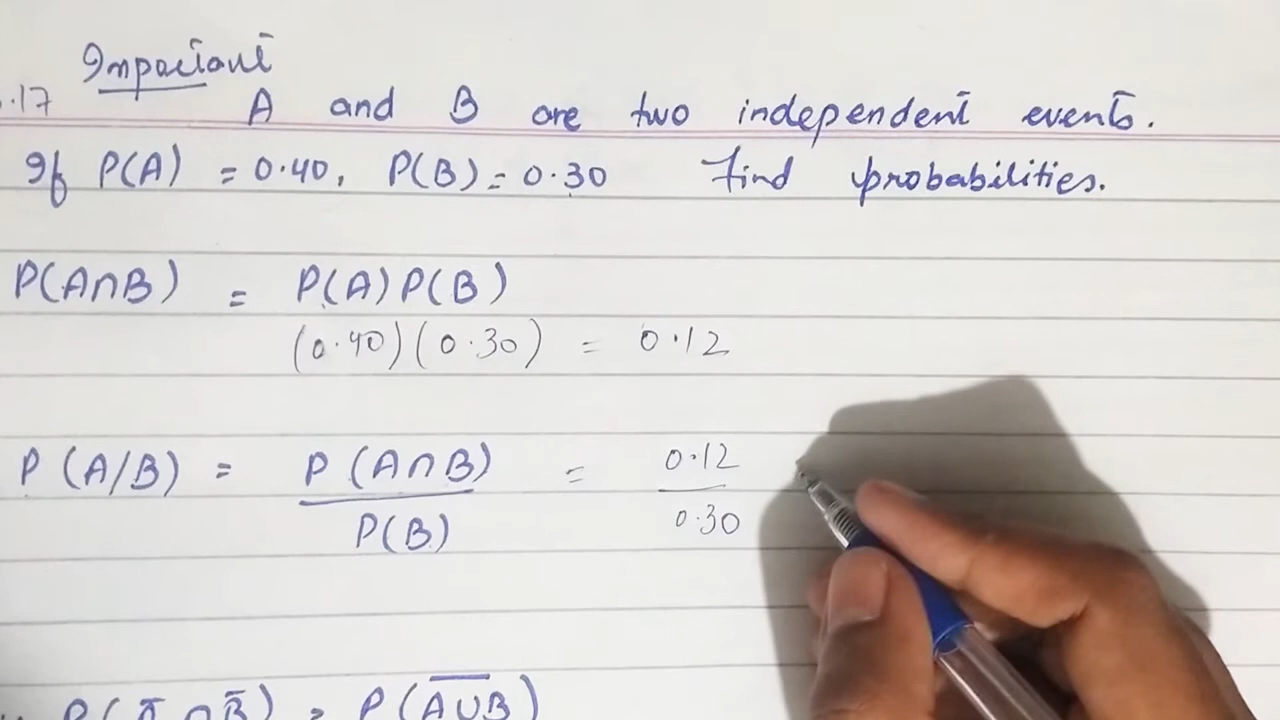 Important
.17 A and B are two independent events.
If P(A) = 0.40, P(B) = 0.30 Find probabilities.
P(A∩B) = P(A) P(B)
(0.40)(0.30) = 0.12
P(A/B) = P(A∩B) = 0.12
P(B) 0.30
P(A̅ ∩ B̅) = P(A̅U̅B̅)